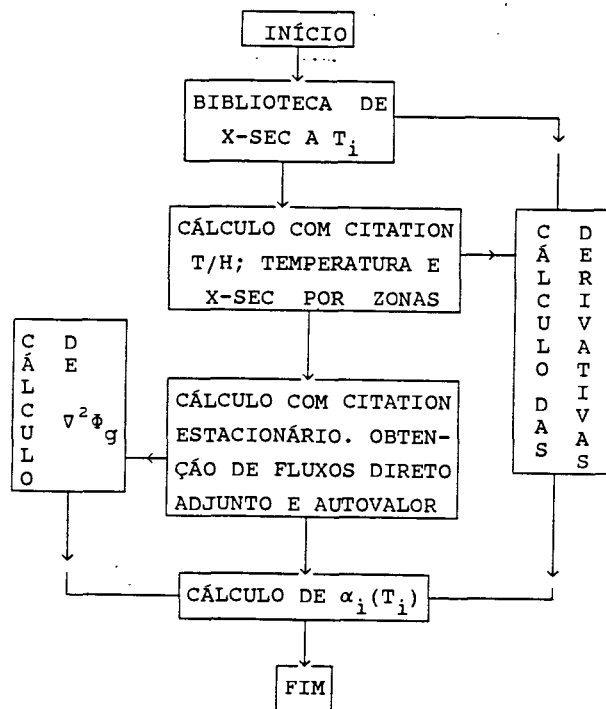 INÍCIO
BIBLIOTECA DE
X-SEC A T_i
CÁLCULO COM CITATION
T/H; TEMPERATURA E
X-SEC POR ZONAS
CÁLCULO DAS
DERIVATIVAS
CÁLCULO
DE
∇²Φ_g
CÁLCULO COM CITATION
ESTACIONÁRIO. OBTEN-
ÇÃO DE FLUXOS DIRETO
ADJUNTO E AUTOVALOR
CÁLCULO DE α_i(T_i)
FIM